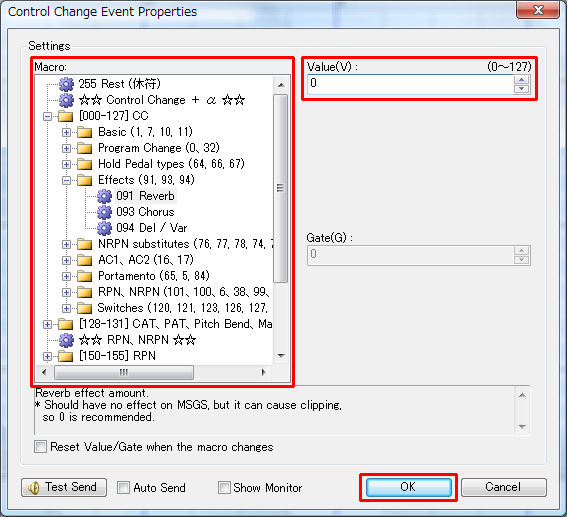 Control Change Event Properties
Settings
Macro:
255 Rest (休符)
☆☆ Control Change + α ☆☆
[000-127] CC
Basic (1, 7, 10, 11)
Program Change (0、32)
Hold Pedal types (64, 66, 67)
Effects (91, 93, 94)
091 Reverb
093 Chorus
094 Del / Var
NRPN substitutes (76, 77, 78, 74, 7
AC1、AC2 (16、17)
Portamento (65, 5, 84)
RPN、NRPN (101、100、6、38、99、
Switches (120, 121, 123, 126, 127,
[128-131] CAT、PAT、Pitch Bend、Ma
☆☆ RPN、NRPN ☆☆
[150-155] RPN
Value(V) : (0～127)
0
Gate(G) :
0
Reverb effect amount.
* Should have no effect on MSGS, but it can cause clipping,
so 0 is recommended.
Reset Value/Gate when the macro changes
Test Send
Auto Send
Show Monitor
OK
Cancel